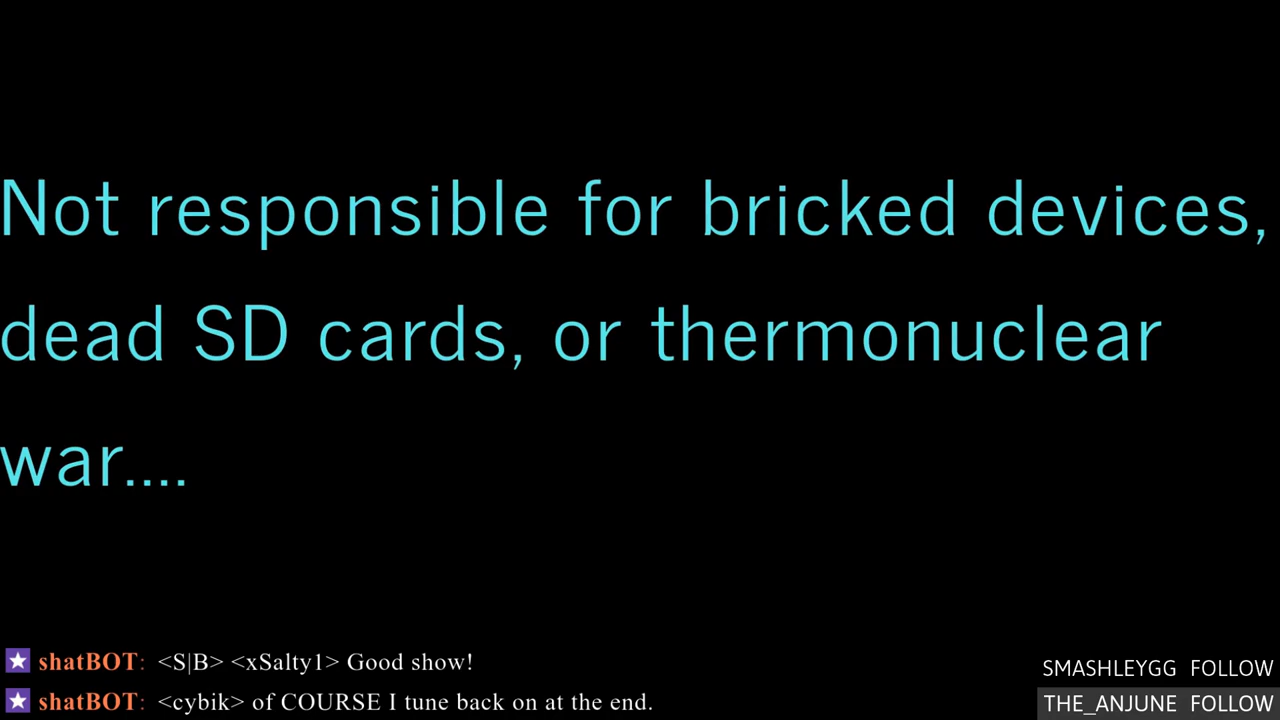 Not responsible for bricked devices,
dead SD cards, or thermonuclear
war....
shatBOT: <S|B> <xSalty1> Good show!
shatBOT: <cybik> of COURSE I tune back on at the end.
SMASHLEYGG FOLLOW
THE_ANJUNE FOLLOW